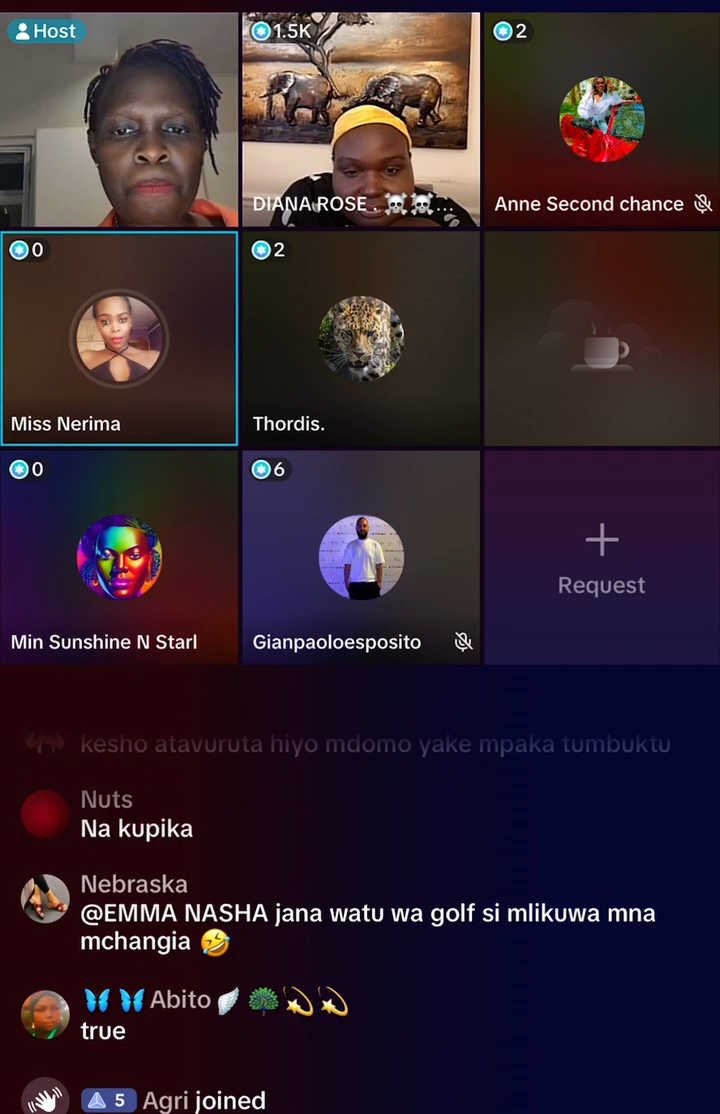 Host
1.5K
2
DIANA ROSE . ☠️☠️...
Anne Second chance
0
2
Miss Nerima
Thordis.
0
6
Request
Min Sunshine N Starl
Gianpaoloesposito
kesho atavuruta hiyo mdomo yake mpaka tumbuktu
Nuts
Na kupika
Nebraska
@EMMA NASHA jana watu wa golf si mlikuwa mna
mchangia 🤣
🦋 🦋 Abito 🪽 🦚 💫 💫
true
5 Agri joined